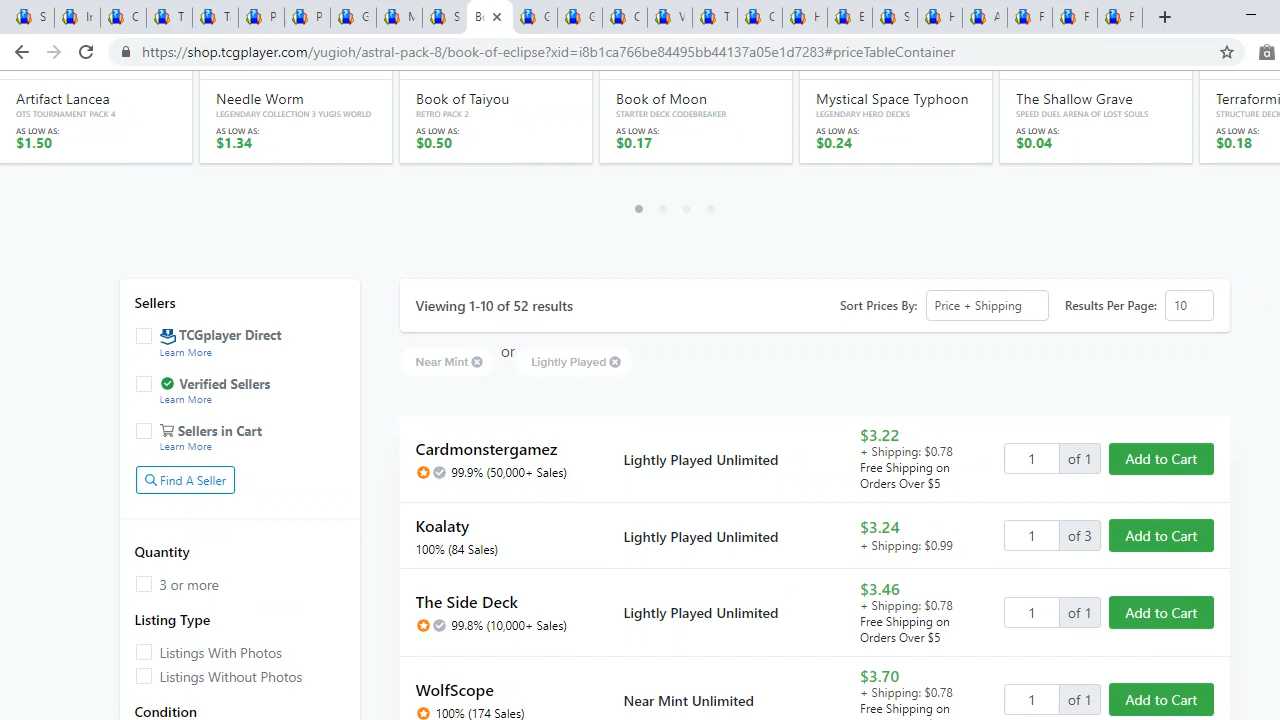 S
In
C
T
T
P
P
G
M
S
Bo
C
C
C
V
T
C
H
E
S
H
A
F
F
F
https://shop.tcgplayer.com/yugioh/astral-pack-8/book-of-eclipse?xid=i8b1ca766be84495bb44137a05e1d7283#priceTableContainer
Artifact Lancea
OTS TOURNAMENT PACK 4
AS LOW AS:
$1.50
Needle Worm
LEGENDARY COLLECTION 3 YUGIS WORLD
AS LOW AS:
$1.34
Book of Taiyou
RETRO PACK 2
AS LOW AS:
$0.50
Book of Moon
STARTER DECK CODEBREAKER
AS LOW AS:
$0.17
Mystical Space Typhoon
LEGENDARY HERO DECKS
AS LOW AS:
$0.24
The Shallow Grave
SPEED DUEL ARENA OF LOST SOULS
AS LOW AS:
$0.04
Terraformi
STRUCTURE DECK
AS LOW AS:
$0.18
Sellers
TCGplayer Direct
Learn More
Verified Sellers
Learn More
Sellers in Cart
Learn More
Find A Seller
Quantity
3 or more
Listing Type
Listings With Photos
Listings Without Photos
Condition
Viewing 1-10 of 52 results
Sort Prices By: Price + Shipping
Results Per Page: 10
Near Mint or Lightly Played
Cardmonstergamez
99.9% (50,000+ Sales)
Lightly Played Unlimited
$3.22
+ Shipping: $0.78
Free Shipping on
Orders Over $5
1 of 1
Add to Cart
Koalaty
100% (84 Sales)
Lightly Played Unlimited
$3.24
+ Shipping: $0.99
1 of 3
Add to Cart
The Side Deck
99.8% (10,000+ Sales)
Lightly Played Unlimited
$3.46
+ Shipping: $0.78
Free Shipping on
Orders Over $5
1 of 1
Add to Cart
WolfScope
100% (174 Sales)
Near Mint Unlimited
$3.70
+ Shipping: $0.78
Free Shipping on
1 of 1
Add to Cart